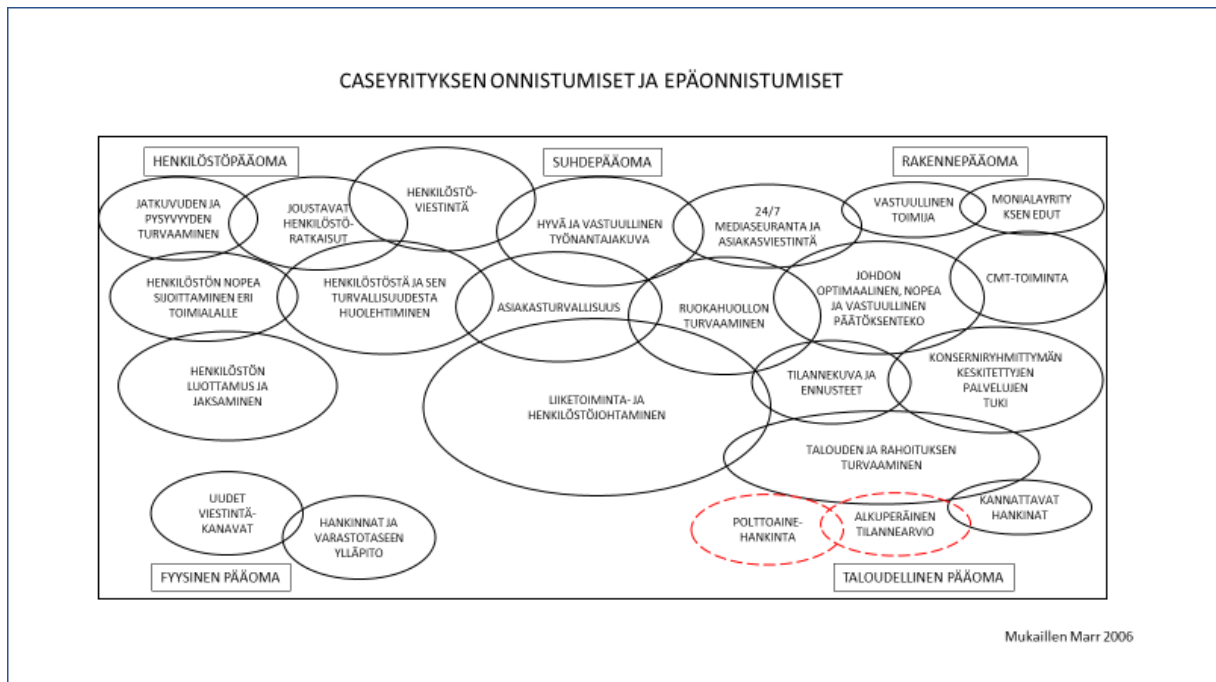 CASEYRITYKSEN ONNISTUMISET JA EPÄONNISTUMISET
HENKILÖSTÖPÄÄOMA
SUHDEPÄÄOMA
RAKENNEPÄÄOMA
JATKUVUDEN JA
PYSYVYYDEN
TURVAAMINEN
JOUSTAVAT
HENKILÖSTÖ-
RATKAISUT
HENKILÖSTÖ-
VIESTINTÄ
HYVÄ JA VASTUULLINEN
TYÖNANTAJAKUVA
24/7
MEDIASEURANTA JA
ASIAKASVIESTINTÄ
VASTUULLINEN
TOIMIJA
MONIALAYRITY
KSEN EDUT
HENKILÖSTÖN NOPEA
SIJOITTAMINEN ERI
TOIMIALALLE
HENKILÖSTÖSTÄ JA SEN
TURVALLISUUDESTA
HUOLEHTIMINEN
ASIAKASTURVALLISUUS
RUOKAHUOLLON
TURVAAMINEN
JOHDON
OPTIMAALINEN, NOPEA
JA VASTUULLINEN
PÄÄTÖKSENTEKO
CMT-TOIMINTA
HENKILÖSTÖN
LUOTTAMUS JA
JAKSAMINEN
LIIKETOIMINTA- JA
HENKILÖSTÖJOHTAMINEN
TILANNEKUVA JA
ENNUSTEET
KONSERNIRYHMITTYMÄN
KESKITETTYJEN
PALVELUJEN
TUKI
TALOUDEN JA RAHOITUKSEN
TURVAAMINEN
UUDET
VIESTINTÄ-
KANAVAT
HANKINNAT JA
VARASTOTASEEN
YLLÄPITO
POLTTOAINE-
HANKINTA
ALKUPERÄINEN
TILANNEARVIO
KANNATTAVAT
HANKINAT
FYYSINEN PÄÄOMA
TALOUDELLINEN PÄÄOMA
Mukaillen Marr 2006